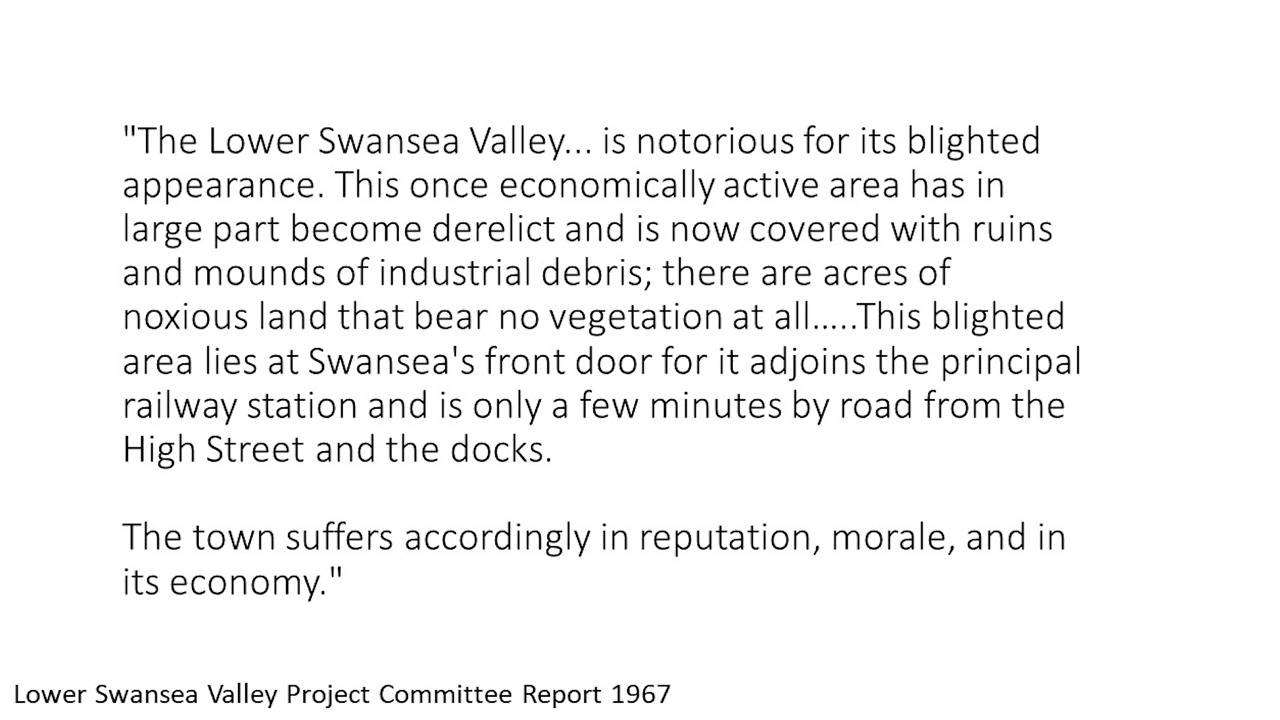 "The Lower Swansea Valley... is notorious for its blighted
appearance. This once economically active area has in
large part become derelict and is now covered with ruins
and mounds of industrial debris; there are acres of
noxious land that bear no vegetation at all.....This blighted
area lies at Swansea's front door for it adjoins the principal
railway station and is only a few minutes by road from the
High Street and the docks.
The town suffers accordingly in reputation, morale, and in
its economy."
Lower Swansea Valley Project Committee Report 1967